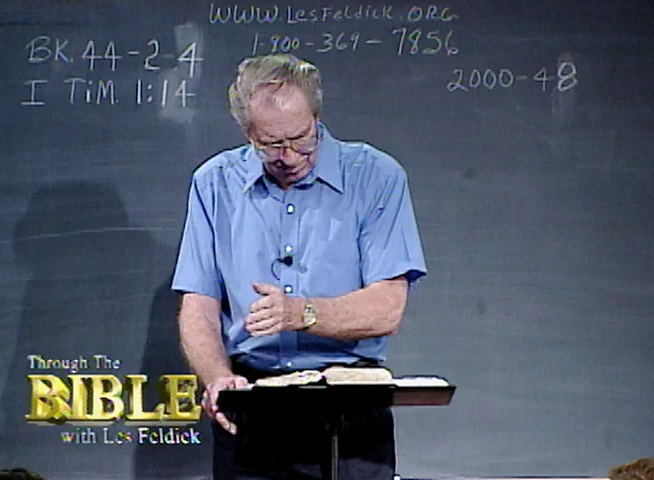 WWW.LesFeldick.ORG
BK. 44-2-4
1-800-369-7856
I TiM. 1:14
2000-48
Through The
BIBLE
with Les Feldick